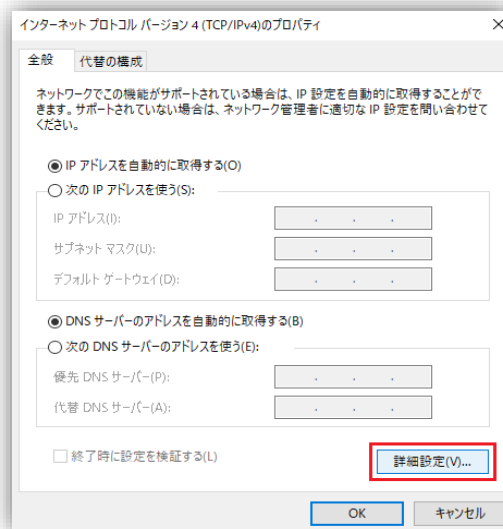 インターネット プロトコル バージョン 4 (TCP/IPv4)のプロパティ
全般
代替の構成
ネットワークでこの機能がサポートされている場合は、IP 設定を自動的に取得することがで
きます。サポートされていない場合は、ネットワーク管理者に適切な IP 設定を問い合わせて
ください。
IP アドレスを自動的に取得する(O)
次の IP アドレスを使う(S):
IP アドレス(I):
サブネット マスク(U):
デフォルト ゲートウェイ(D):
DNS サーバーのアドレスを自動的に取得する(B)
次の DNS サーバーのアドレスを使う(E):
優先 DNS サーバー(P):
代替 DNS サーバー(A):
終了時に設定を検証する(L)
詳細設定(V)...
OK
キャンセル